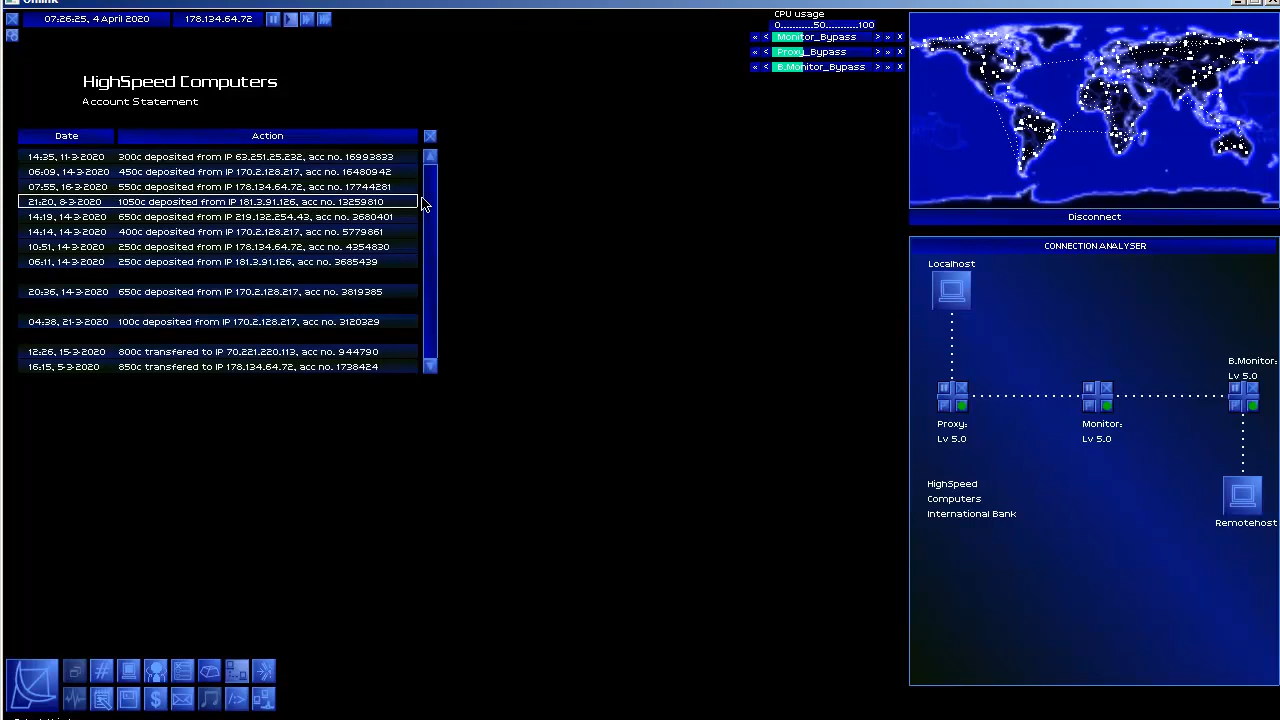 Onlink
07:26:25, 4 April 2020
178.134.64.72
CPU usage
0...........50...........100
« < Monitor_Bypass > » x
« < Proxy_Bypass > » x
« < B.Monitor_Bypass > » x
HighSpeed Computers
Account Statement
Date Action
14:35, 11-3-2020 300c deposited from IP 63.251.25.232, acc no. 16993833
06:09, 14-3-2020 450c deposited from IP 170.2.128.217, acc no. 16480942
07:55, 16-3-2020 550c deposited from IP 178.134.64.72, acc no. 17744281
21:20, 8-3-2020 1050c deposited from IP 181.3.91.126, acc no. 13259810
14:19, 14-3-2020 650c deposited from IP 219.132.254.43, acc no. 3680401
14:14, 14-3-2020 400c deposited from IP 170.2.128.217, acc no. 5779861
10:51, 14-3-2020 250c deposited from IP 178.134.64.72, acc no. 4354830
06:11, 14-3-2020 250c deposited from IP 181.3.91.126, acc no. 3685439
20:36, 14-3-2020 650c deposited from IP 170.2.128.217, acc no. 3819385
04:38, 21-3-2020 100c deposited from IP 170.2.128.217, acc no. 3120329
12:26, 15-3-2020 800c transfered to IP 70.221.220.113, acc no. 944790
16:15, 5-3-2020 850c transfered to IP 178.134.64.72, acc no. 1738424
Disconnect
CONNECTION ANALYSER
Localhost
B.Monitor:
Lv 5.0
Proxy:
Lv 5.0
Monitor:
Lv 5.0
HighSpeed
Computers
International Bank
Remotehost